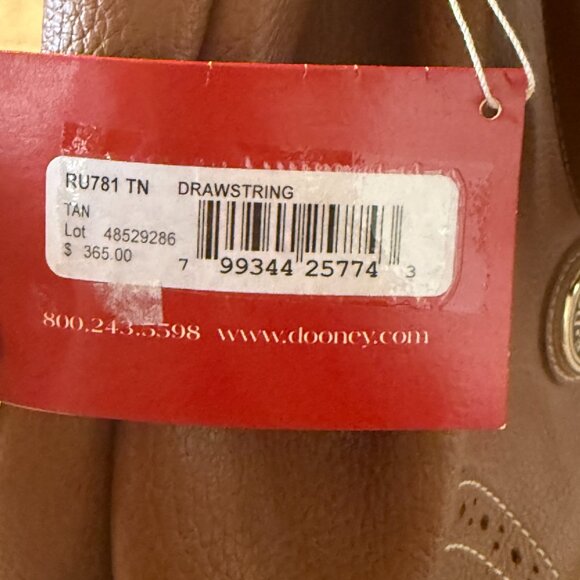 RU781 TN DRAWSTRING
TAN
Lot 48529286
$ 365.00
7 99344 25774 3
800.243.5598 www.dooney.com